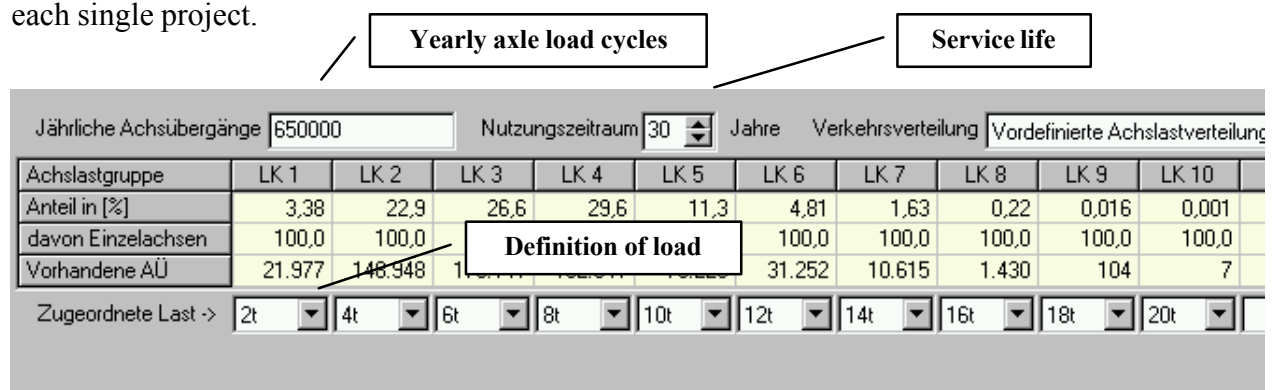 each single project.
Yearly axle load cycles
Service life
Jährliche Achsübergänge 650000 Nutzungszeitraum 30 Jahre Verkehrsverteilung Vordefinierte Achslastverteilung
Achslastgruppe LK 1 LK 2 LK 3 LK 4 LK 5 LK 6 LK 7 LK 8 LK 9 LK 10
Anteil in [%] 3,38 22,9 26,6 29,6 11,3 4,81 1,63 0,22 0,016 0,001
davon Einzelachsen 100,0 100,0 100,0 100,0 100,0 100,0 100,0
Definition of load
Vorhandene AÜ 21.977 148.948 31.252 10.615 1.430 104 7
Zugeordnete Last -> 2t 4t 6t 8t 10t 12t 14t 16t 18t 20t